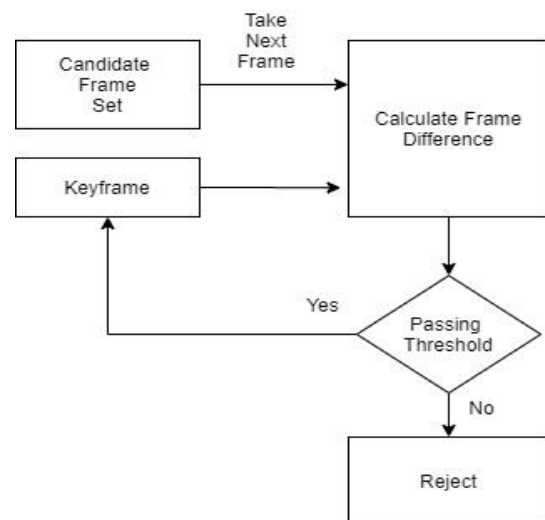 Take
Next
Frame
Candidate
Frame
Set
Calculate Frame
Difference
Keyframe
Yes
Passing
Threshold
No
Reject